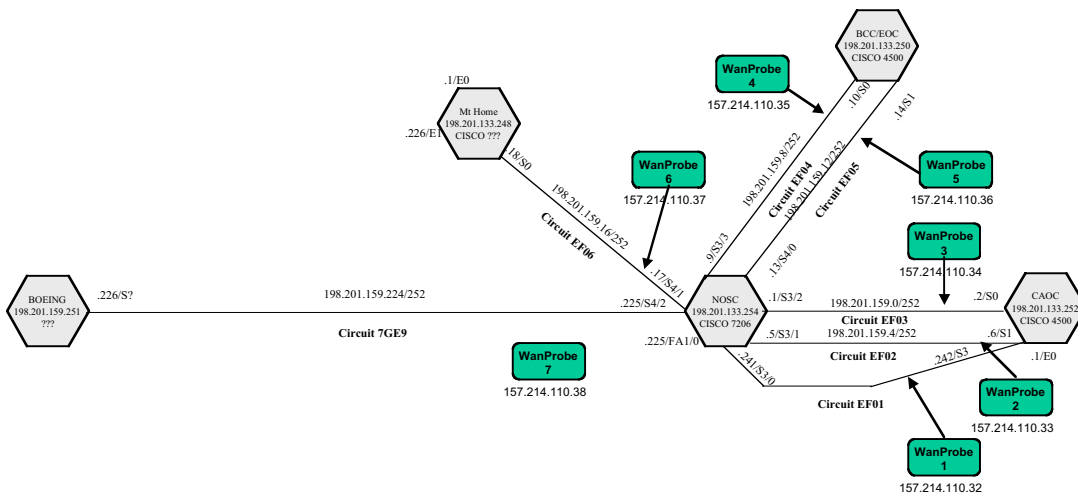 BCC/EOC
198.201.133.250
CISCO 4500
WanProbe
4
157.214.110.35
.10/S0
.14/S1
.1/E0
Mt Home
198.201.133.248
CISCO ???
.226/E1
.18/S0
WanProbe
6
157.214.110.37
198.201.159.8/252
Circuit EF04
198.201.159.12/252
Circuit EF05
WanProbe
5
157.214.110.36
198.201.159.16/252
Circuit EF06
WanProbe
3
157.214.110.34
.9/S3/3
.13/S4/0
.17/S4/1
BOEING
198.201.159.251
???
.226/S?
198.201.159.224/252
Circuit 7GE9
.225/S4/2
NOSC
198.201.133.254
CISCO 7206
.1/S3/2
198.201.159.0/252
Circuit EF03
.2/S0
CAOC
198.201.133.252
CISCO 4500
.5/S3/1
198.201.159.4/252
Circuit EF02
.6/S1
.225/FA1/0
.241/S3/0
.242/S3
.1/E0
Circuit EF01
WanProbe
7
157.214.110.38
WanProbe
2
157.214.110.33
WanProbe
1
157.214.110.32